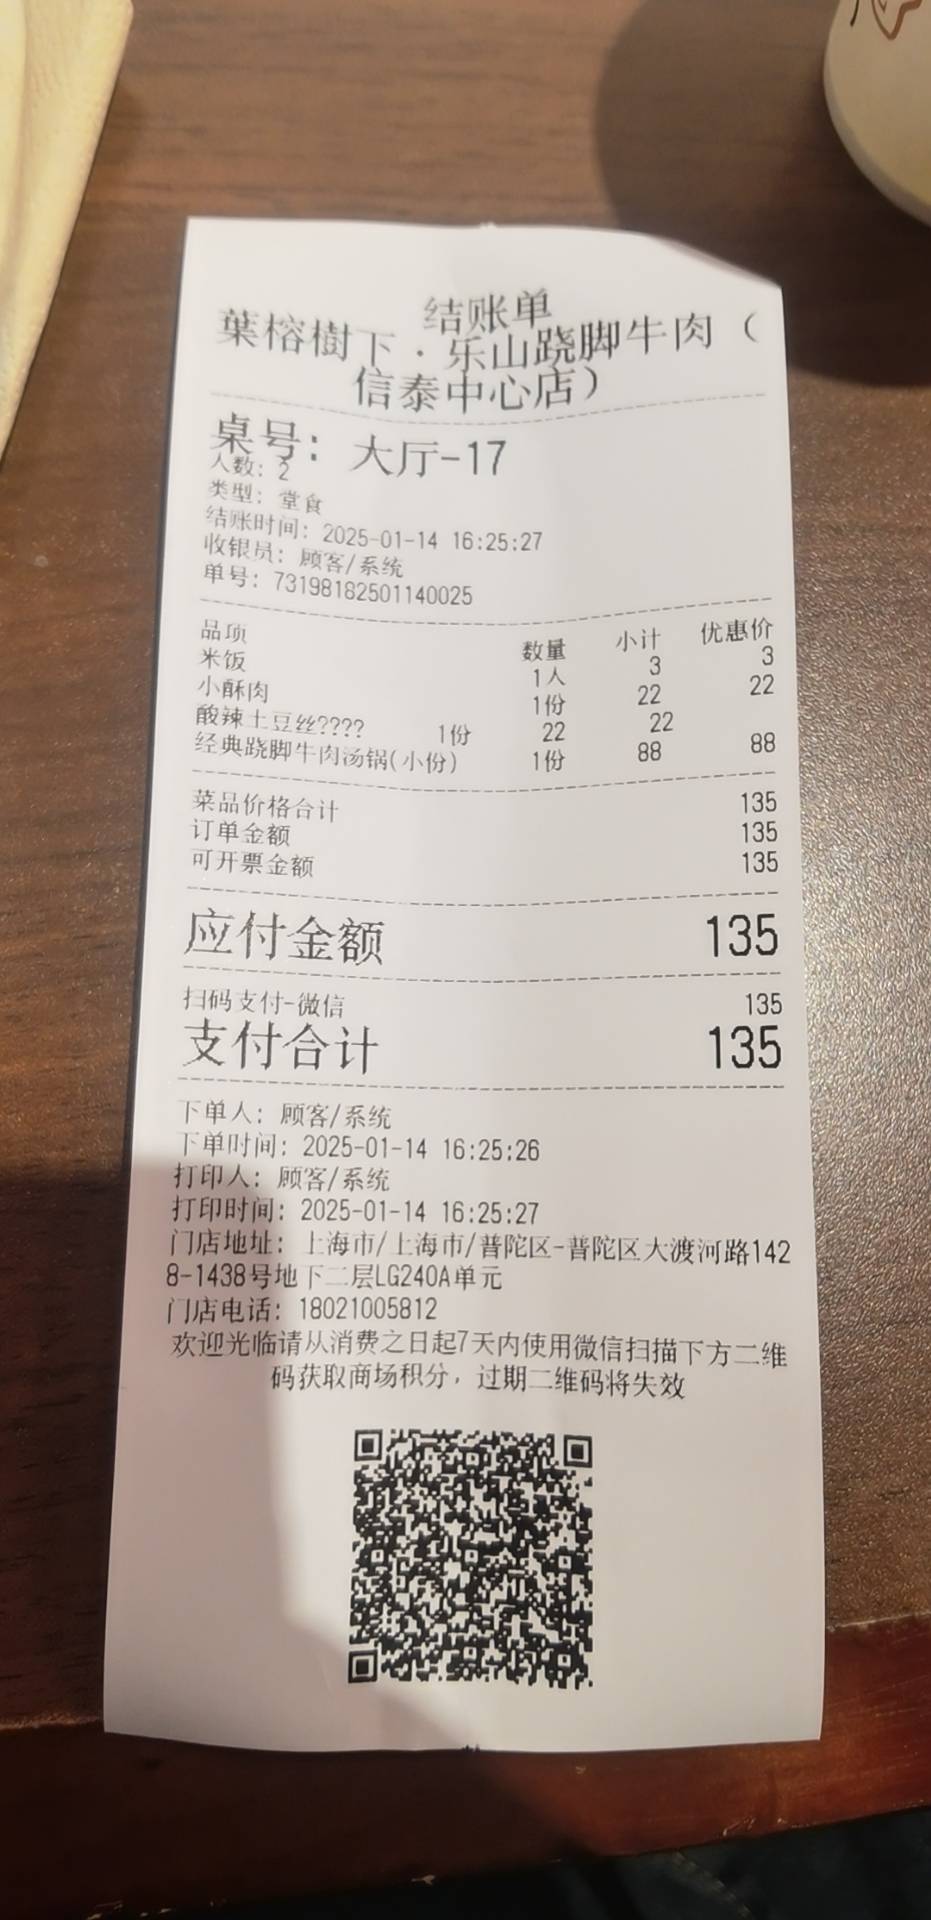 结账单
葉榕樹下·乐山跷脚牛肉（
信泰中心店）
桌号：大厅-17
人数：2
类型：堂食
结账时间：2025-01-14 16:25:27
收银员：顾客/系统
单号：73198182501140025
品项 数量 小计 优惠价
米饭 1人 3 3
小酥肉 1份 22 22
酸辣土豆丝???? 1份 22 22
经典跷脚牛肉汤锅(小份) 1份 88 88
菜品价格合计 135
订单金额 135
可开票金额 135
应付金额 135
扫码支付-微信 135
支付合计 135
下单人：顾客/系统
下单时间：2025-01-14 16:25:26
打印人：顾客/系统
打印时间：2025-01-14 16:25:27
门店地址：上海市/上海市/普陀区-普陀区大渡河路142
8-1438号地下二层LG240A单元
门店电话：18021005812
欢迎光临请从消费之日起7天内使用微信扫描下方二维
码获取商场积分，过期二维码将失效